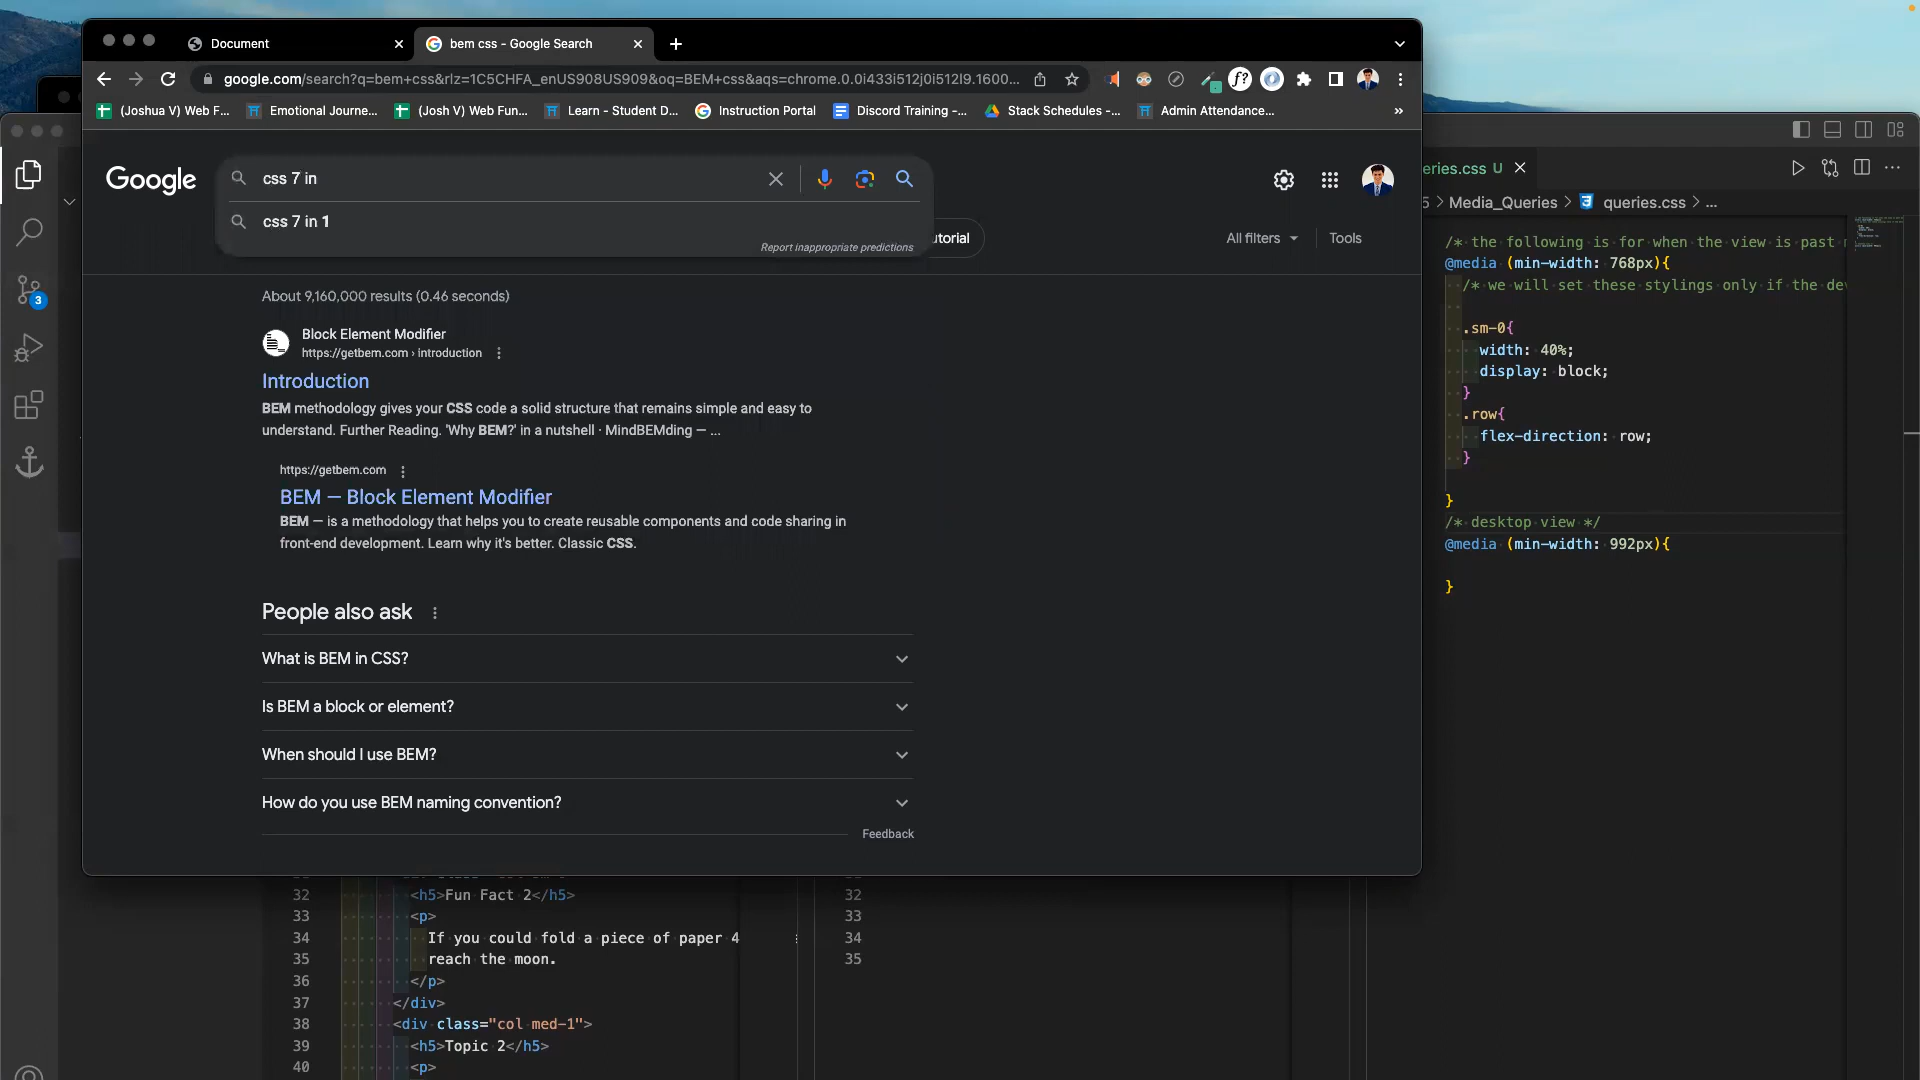 Document
bem css - Google Search
google.com/search?q=bem+css&rlz=1C5CHFA_enUS908US909&oq=BEM+css&aqs=chrome.0.0i433i512j0i512l9.1600...
(Joshua V) Web F...
Emotional Journe...
(Josh V) Web Fun...
Learn - Student D...
Instruction Portal
Discord Training -...
Stack Schedules -...
Admin Attendance...
»
Google
css 7 in
css 7 in 1
Report inappropriate predictions
utorial
All filters
Tools
About 9,160,000 results (0.46 seconds)
Block Element Modifier
https://getbem.com › introduction
Introduction
BEM methodology gives your CSS code a solid structure that remains simple and easy to
understand. Further Reading. 'Why BEM?' in a nutshell · MindBEMding — ...
https://getbem.com
BEM — Block Element Modifier
BEM — is a methodology that helps you to create reusable components and code sharing in
front-end development. Learn why it's better. Classic CSS.
People also ask
What is BEM in CSS?
Is BEM a block or element?
When should I use BEM?
How do you use BEM naming convention?
Feedback
3
eries.css U
5 > Media_Queries > queries.css > ...
/* the following is for when the view is past
@media (min-width: 768px){
/* we will set these stylings only if the de
.sm-0{
width: 40%;
display: block;
}
.row{
flex-direction: row;
}
}
/* desktop view */
@media (min-width: 992px){
}
32 <h5>Fun Fact 2</h5>
33 <p>
34 If you could fold a piece of paper 4
35 reach the moon.
36 </p>
37 </div>
38 <div class="col med-1">
39 <h5>Topic 2</h5>
40 <p>
32
33
34
35